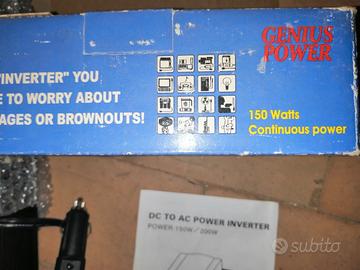 GENIUS
POWER
"INVERTER" YOU
E TO WORRY ABOUT
AGES OR BROWNOUTS!
150 Watts
Continuous power
DC TO AC POWER INVERTER
POWER:150W/200W
subito